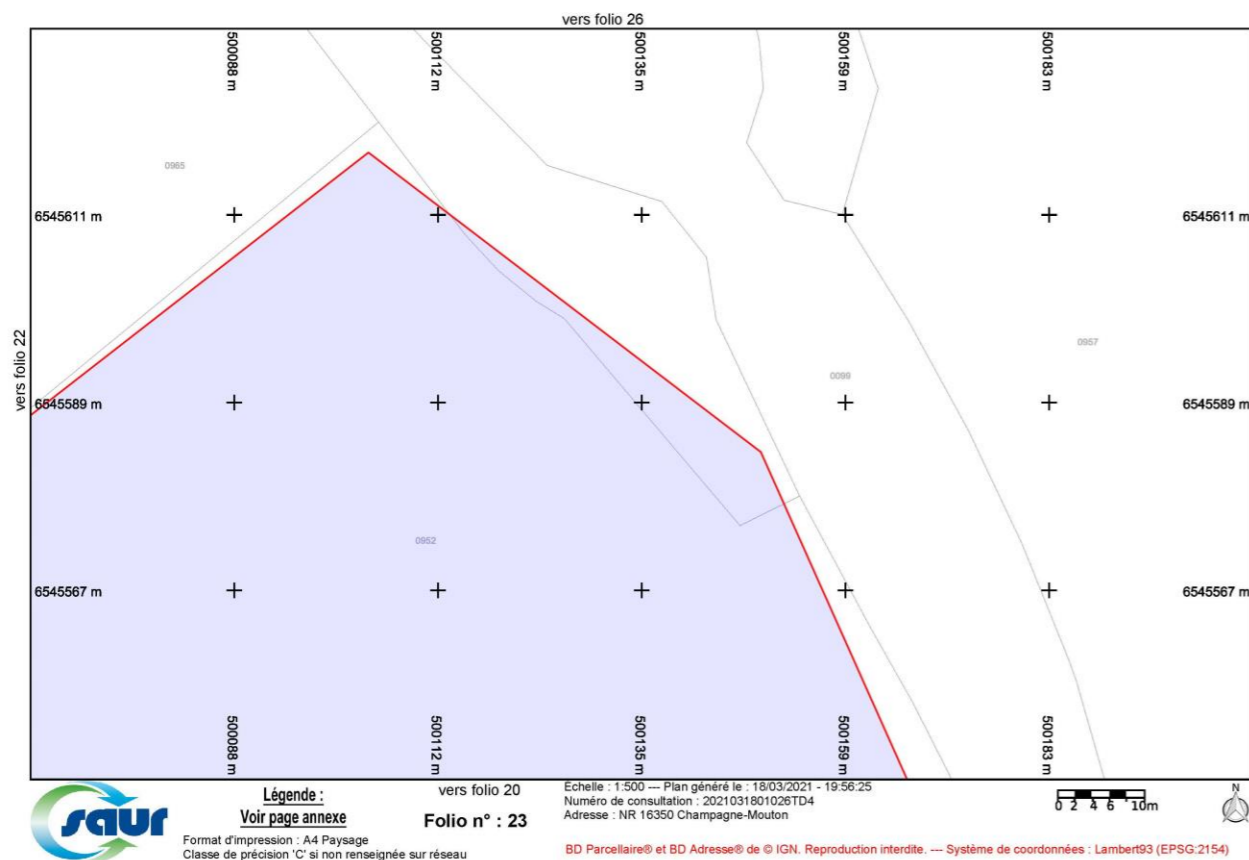 vers folio 26
500088 m
500112 m
500135 m
500159 m
500183 m
0965
6545611 m
6545611 m
vers folio 22
0957
0099
6545589 m
6545589 m
0952
6545567 m
6545567 m
500088 m
500112 m
500135 m
500159 m
500183 m
saur
Légende :
Voir page annexe
Format d'impression : A4 Paysage
Classe de précision 'C' si non renseignée sur réseau
vers folio 20
Folio n° : 23
Echelle : 1:500 --- Plan généré le : 18/03/2021 - 19:56:25
Numéro de consultation : 2021031801026TD4
Adresse : NR 16350 Champagne-Mouton
0 2 4 6 10m
N
BD Parcellaire® et BD Adresse® de © IGN. Reproduction interdite. --- Système de coordonnées : Lambert93 (EPSG:2154)